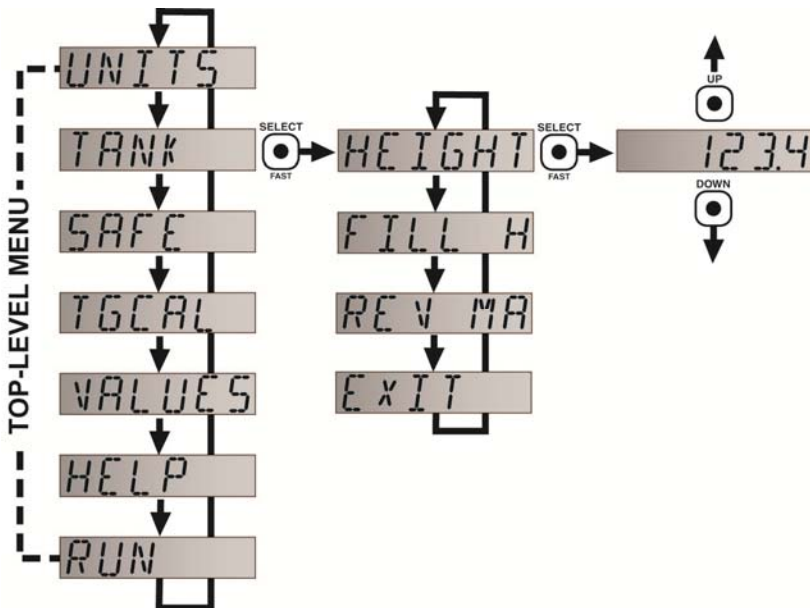 TOP-LEVEL MENU
UNITS
TANK
SAFE
TGCAL
VALUES
HELP
RUN
SELECT
FAST
HEIGHT
FILL H
REV MA
EXIT
SELECT
FAST
UP
123.4
DOWN